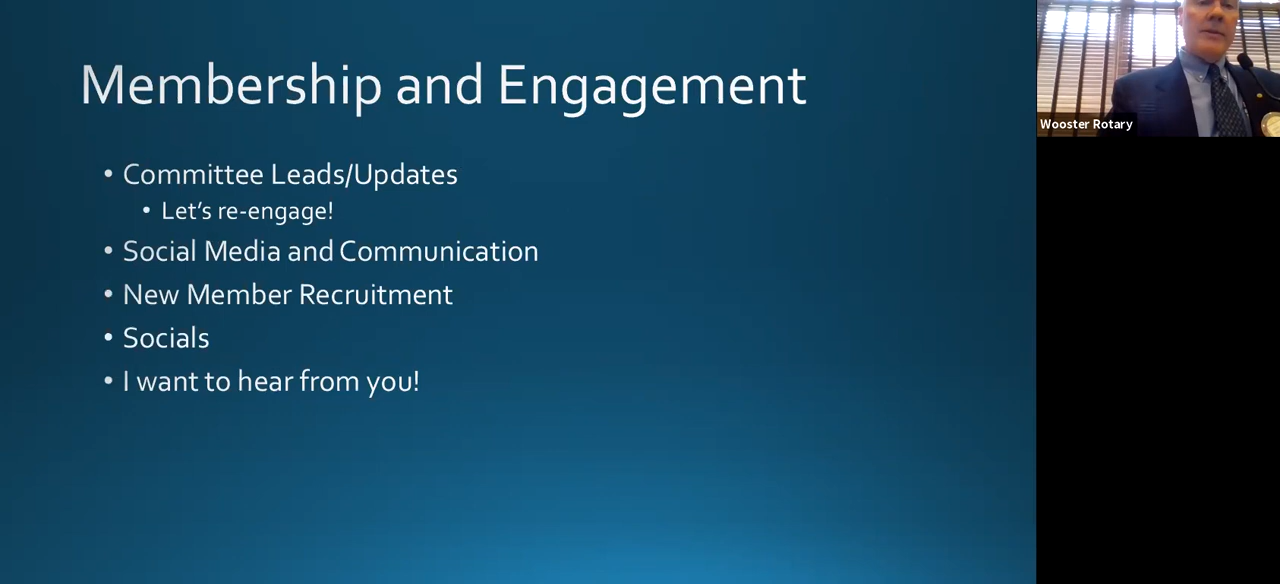 Membership and Engagement
• Committee Leads/Updates
• Let's re-engage!
• Social Media and Communication
• New Member Recruitment
• Socials
• I want to hear from you!
Wooster Rotary